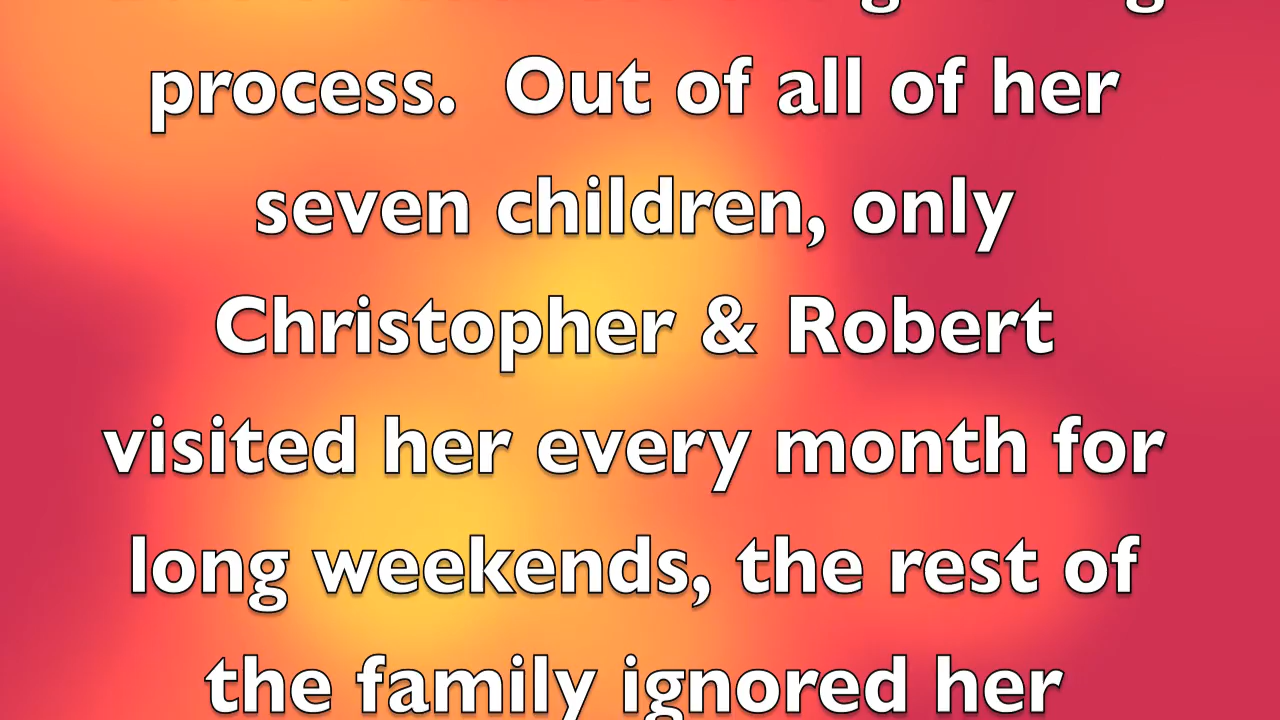 process.  Out of all of her
seven children, only
Christopher & Robert
visited her every month for
long weekends, the rest of
the family ignored her